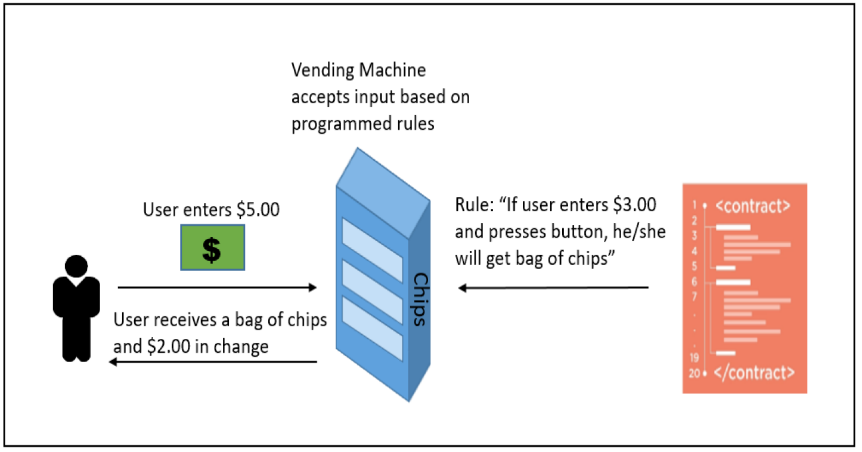 Vending Machine
accepts input based on
programmed rules
User enters $5.00
$
User receives a bag of chips
and $2.00 in change
Chips
Rule: “If user enters $3.00
and presses button, he/she
will get bag of chips”
1 <contract>
2
3
4
5
6
7
.
.
.
19
20 </contract>